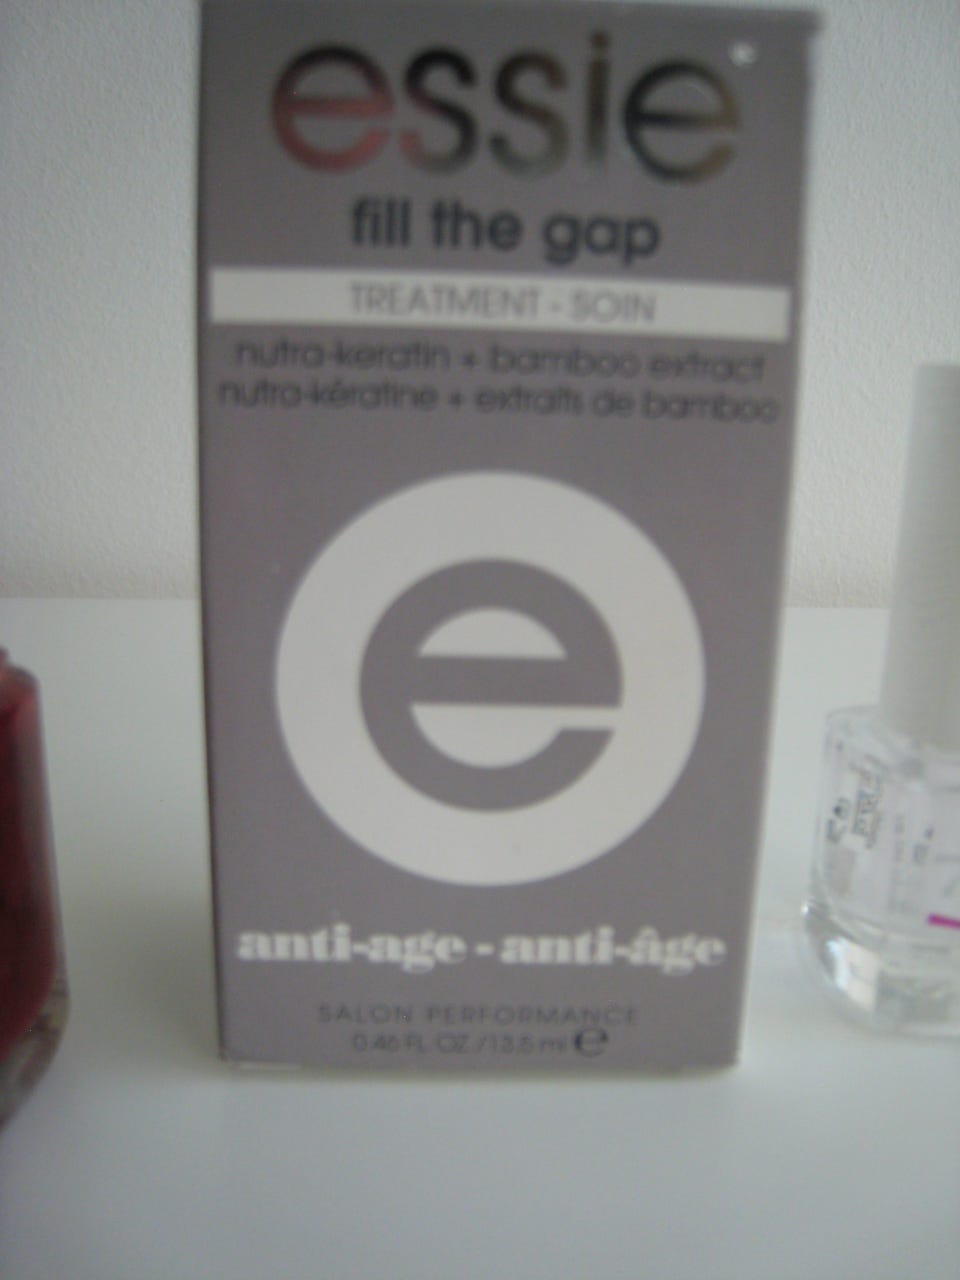 essie
fill the gap
TREATMENT - SOIN
nutra-keratin + bamboo extract
nutra-kératine + extraits de bamboo
e
anti-age - anti-âge
SALON PERFORMANCE
0.46 FL. OZ./13.5 ml e